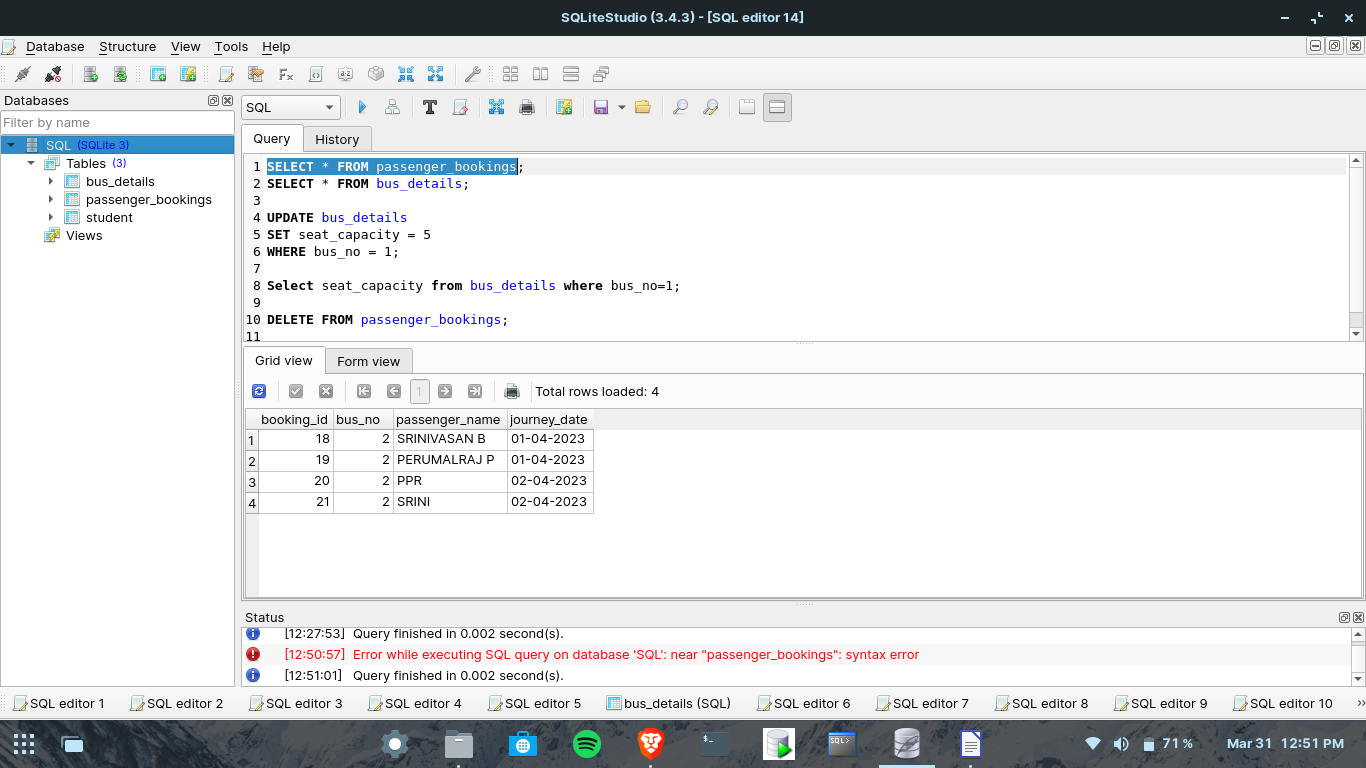 SQLiteStudio (3.4.3) - [SQL editor 14]
Database Structure View Tools Help
Databases
Filter by name
SQL (SQLite 3)
Tables (3)
bus_details
passenger_bookings
student
Views
SQL
Query History
1 SELECT * FROM passenger_bookings;
2 SELECT * FROM bus_details;
3
4 UPDATE bus_details
5 SET seat_capacity = 5
6 WHERE bus_no = 1;
7
8 Select seat_capacity from bus_details where bus_no=1;
9
10 DELETE FROM passenger_bookings;
11
Grid view Form view
1 Total rows loaded: 4
booking_id bus_no passenger_name journey_date
1 18 2 SRINIVASAN B 01-04-2023
2 19 2 PERUMALRAJ P 01-04-2023
3 20 2 PPR 02-04-2023
4 21 2 SRINI 02-04-2023
Status
[12:27:53] Query finished in 0.002 second(s).
[12:50:57] Error while executing SQL query on database 'SQL': near "passenger_bookings": syntax error
[12:51:01] Query finished in 0.002 second(s).
SQL editor 1 SQL editor 2 SQL editor 3 SQL editor 4 SQL editor 5 bus_details (SQL) SQL editor 6 SQL editor 7 SQL editor 8 SQL editor 9 SQL editor 10
SQL> 71 % Mar 31 12:51 PM